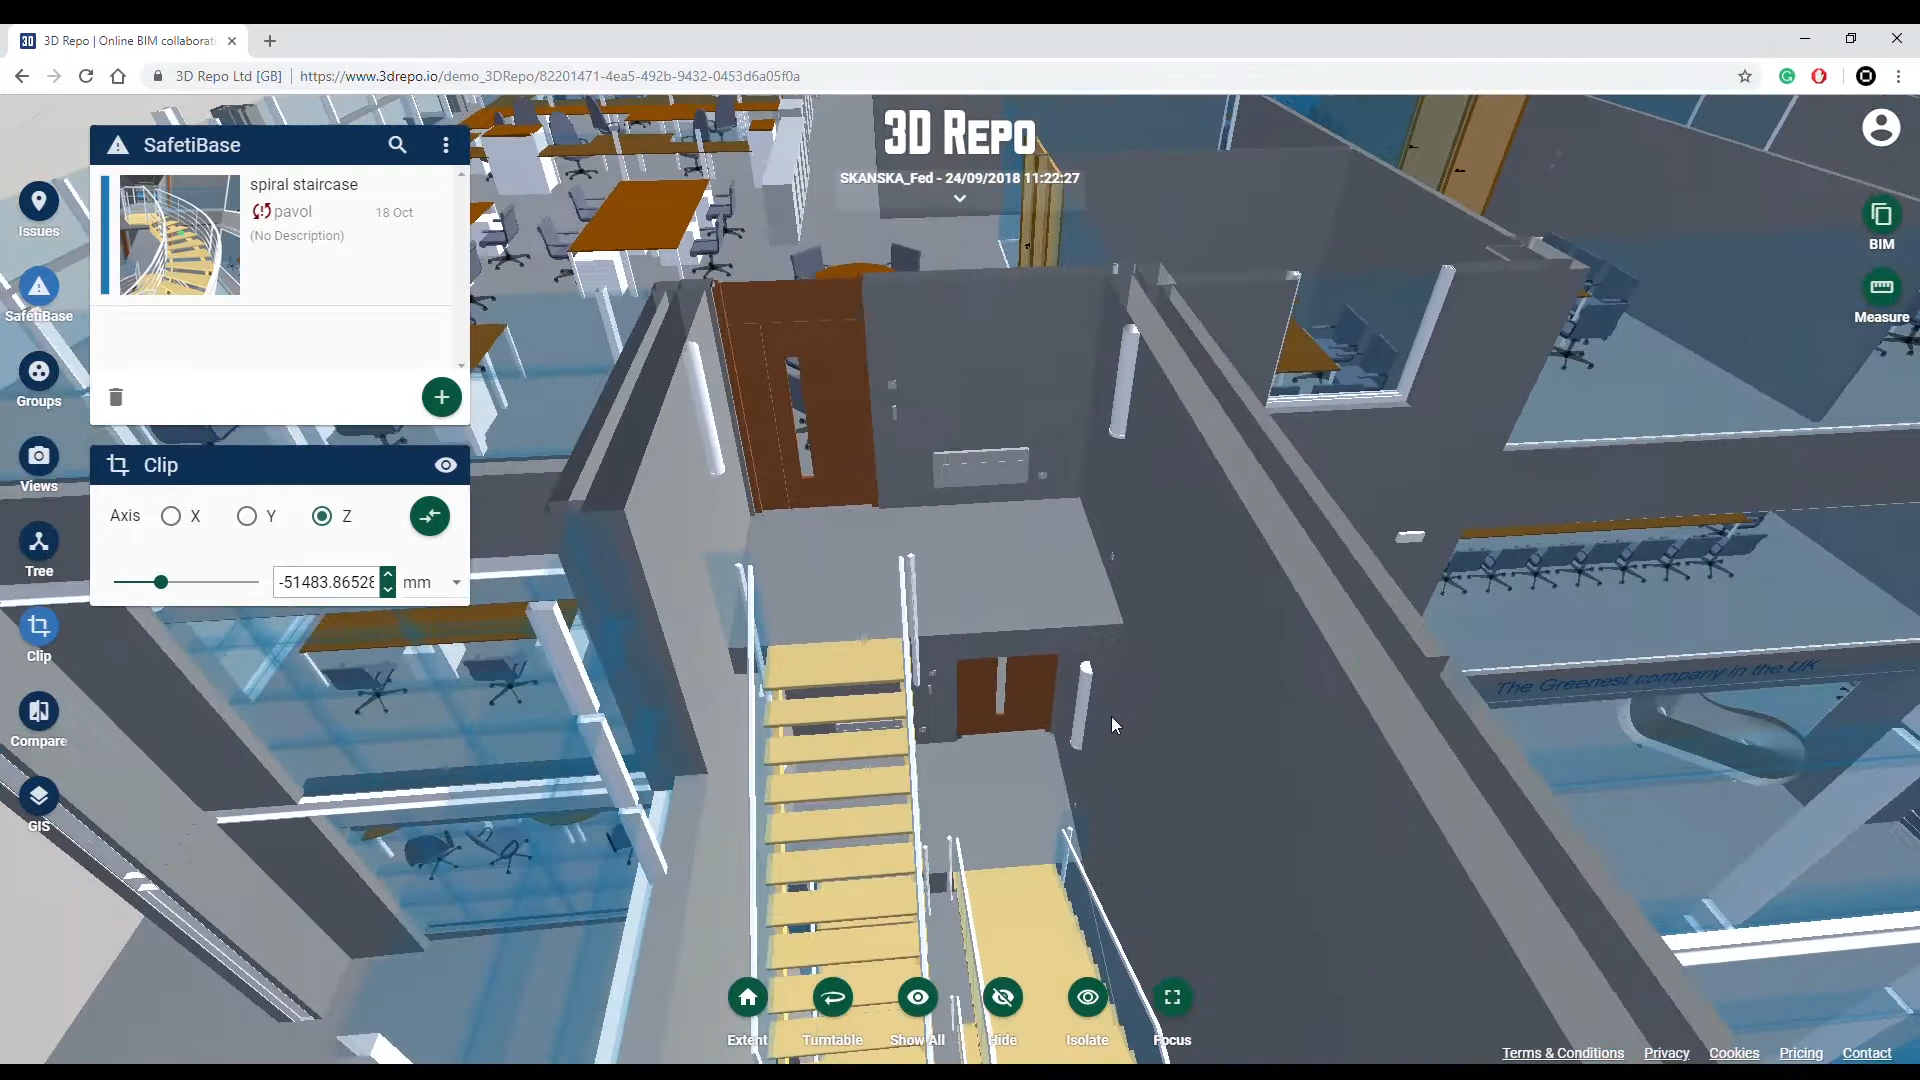 3D Repo | Online BIM collaborati
3D Repo Ltd [GB]
https://www.3drepo.io/demo_3DRepo/82201471-4ea5-492b-9432-0453d6a05f0a
3D REPO
SKANSKA_Fed - 24/09/2018 11:22:27
SafetiBase
spiral staircase
pavol
18 Oct
(No Description)
Clip
Axis
X
Y
Z
-51483.86528
mm
Issues
SafetiBase
Groups
Views
Tree
Clip
Compare
GIS
BIM
Measure
The Greenest company in the UK
Extent
Turntable
Show All
Hide
Isolate
Focus
Terms & Conditions
Privacy
Cookies
Pricing
Contact